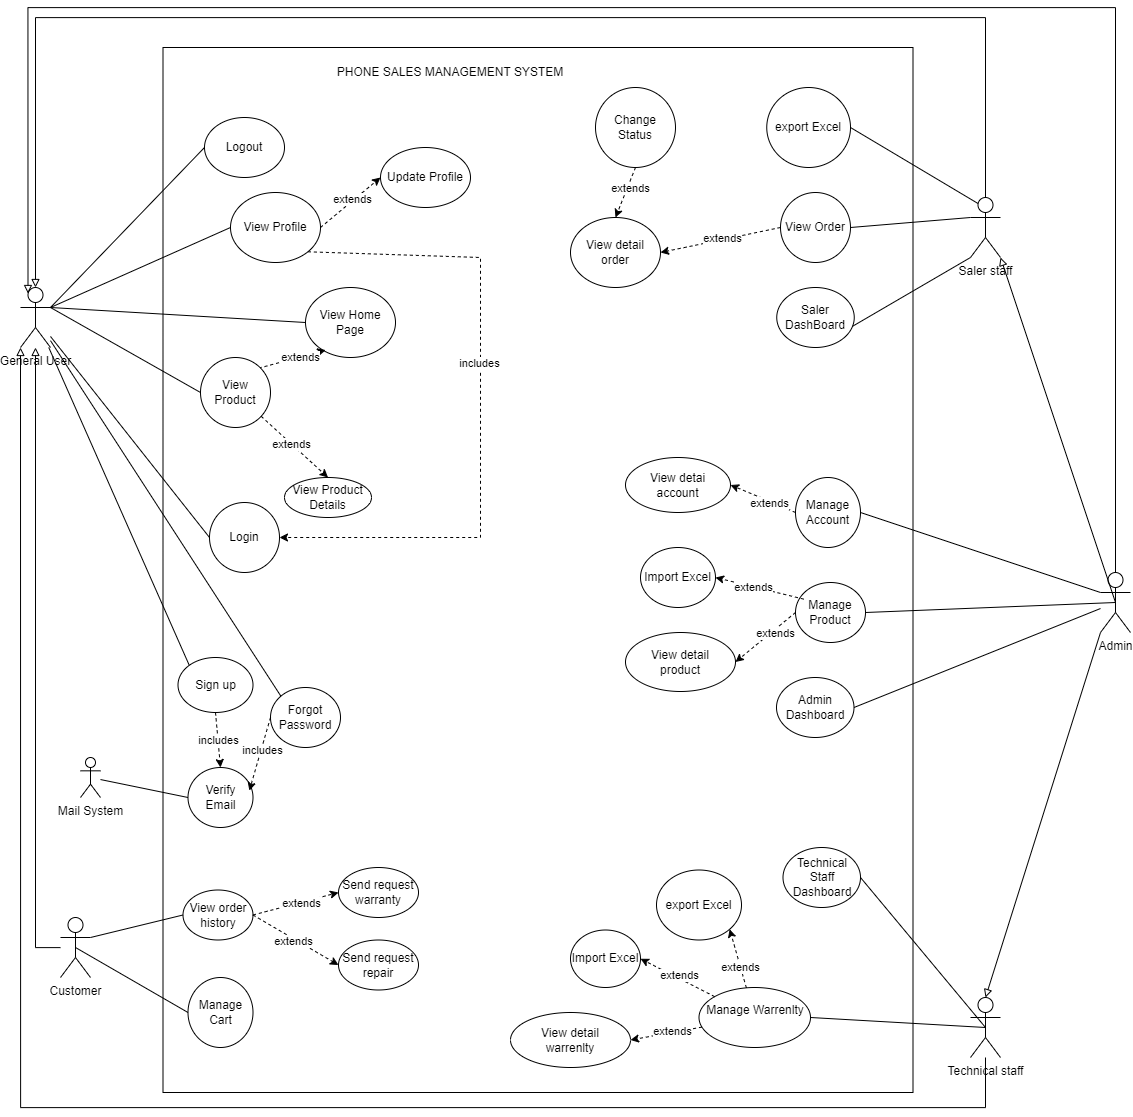 PHONE SALES MANAGEMENT SYSTEM
Logout
Update Profile
extends
View Profile
View Home
Page
extends
View
Product
includes
extends
View Product
Details
Login
General User
Change
Status
export Excel
extends
View detail
order
extends
View Order
Saler
DashBoard
Saler staff
View detai
account
extends
Manage
Account
Import Excel
extends
Manage
Product
extends
View detail
product
Admin
Dashboard
Admin
Sign up
Forgot
Password
includes
includes
Verify
Email
Mail System
View order
history
extends
Send request
warranty
extends
Send request
repair
Manage
Cart
Customer
Technical
Staff
Dashboard
export Excel
Import Excel
extends
extends
Manage Warrenlty
View detail
warrenlty
extends
Technical staff